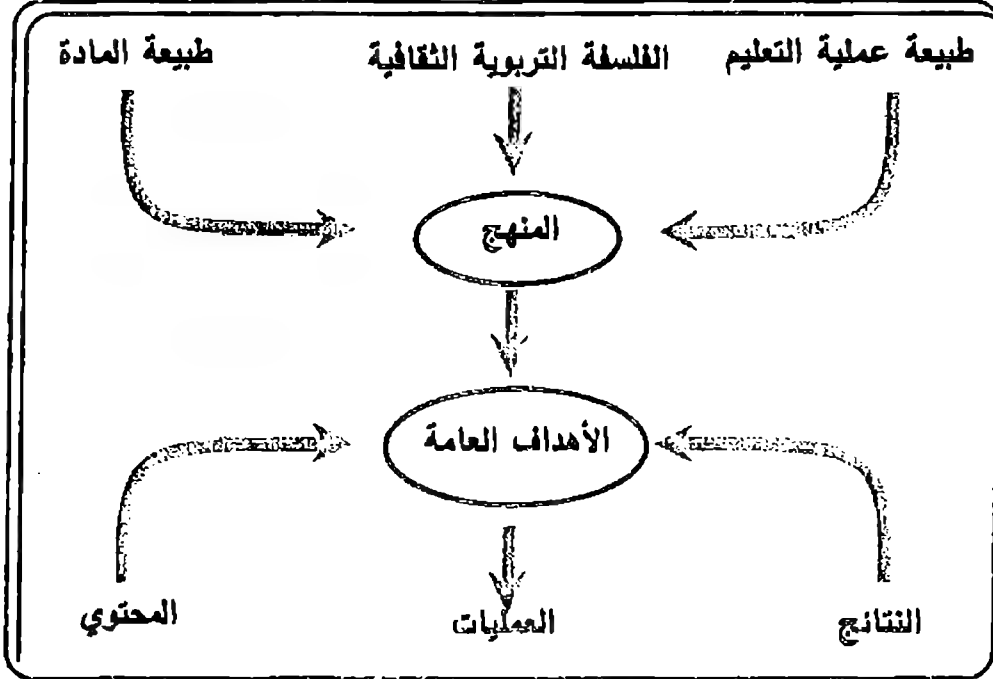 طبيعة عملية التعليم الفلسفة التربوية الثقافية طبيعة المادة
المنهج
الأهداف العامة
النتائج العمليات المحتوي